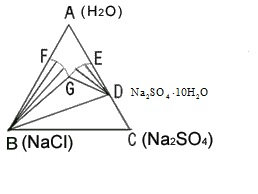 A (H₂O)
F E
G
D Na₂SO₄·10H₂O
B (NaCl) C (Na₂SO₄)